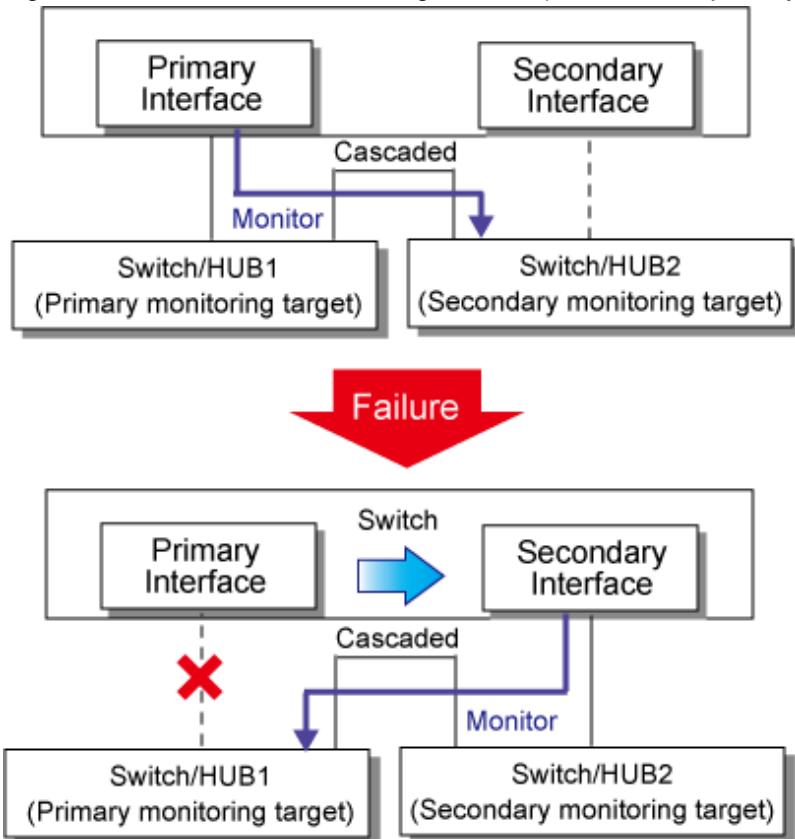 Primary
Interface
Secondary
Interface
Cascaded
Monitor
Switch/HUB1
(Primary monitoring target)
Switch/HUB2
(Secondary monitoring target)
Failure
Switch
Primary
Interface
Secondary
Interface
Cascaded
Monitor
Switch/HUB1
(Primary monitoring target)
Switch/HUB2
(Secondary monitoring target)